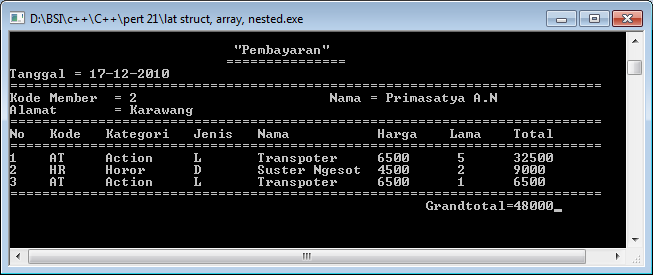 D:\BSI\c++\C++\pert 21\lat struct, array, nested.exe
"Pembayaran"
===============
Tanggal = 17-12-2010
==========================================================================
Kode Member = 2 Nama = Primasatya A.N
Alamat = Karawang
==========================================================================
No Kode Kategori Jenis Nama Harga Lama Total
==========================================================================
1 AT Action L Transpoter 6500 5 32500
2 HR Horor D Suster Ngesot 4500 2 9000
3 AT Action L Transpoter 6500 1 6500
==========================================================================
Grandtotal=48000_